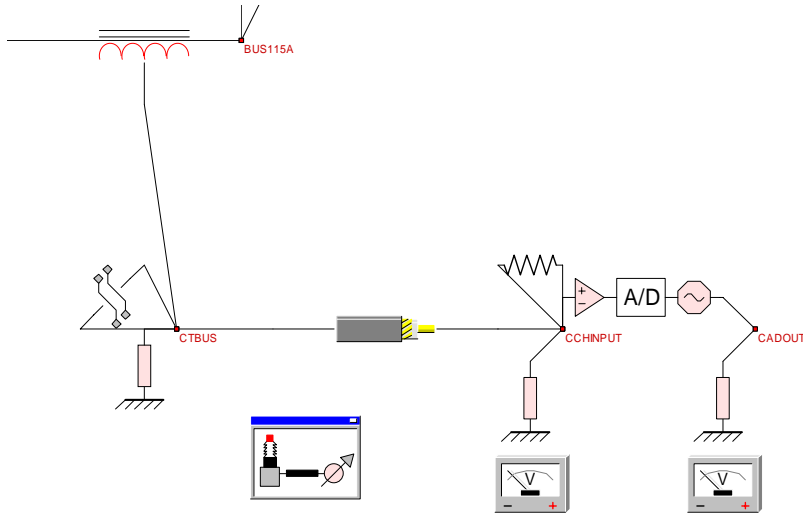 BUS115A
A/D
CTBUS
CCHINPUT
CADOUT
V
V